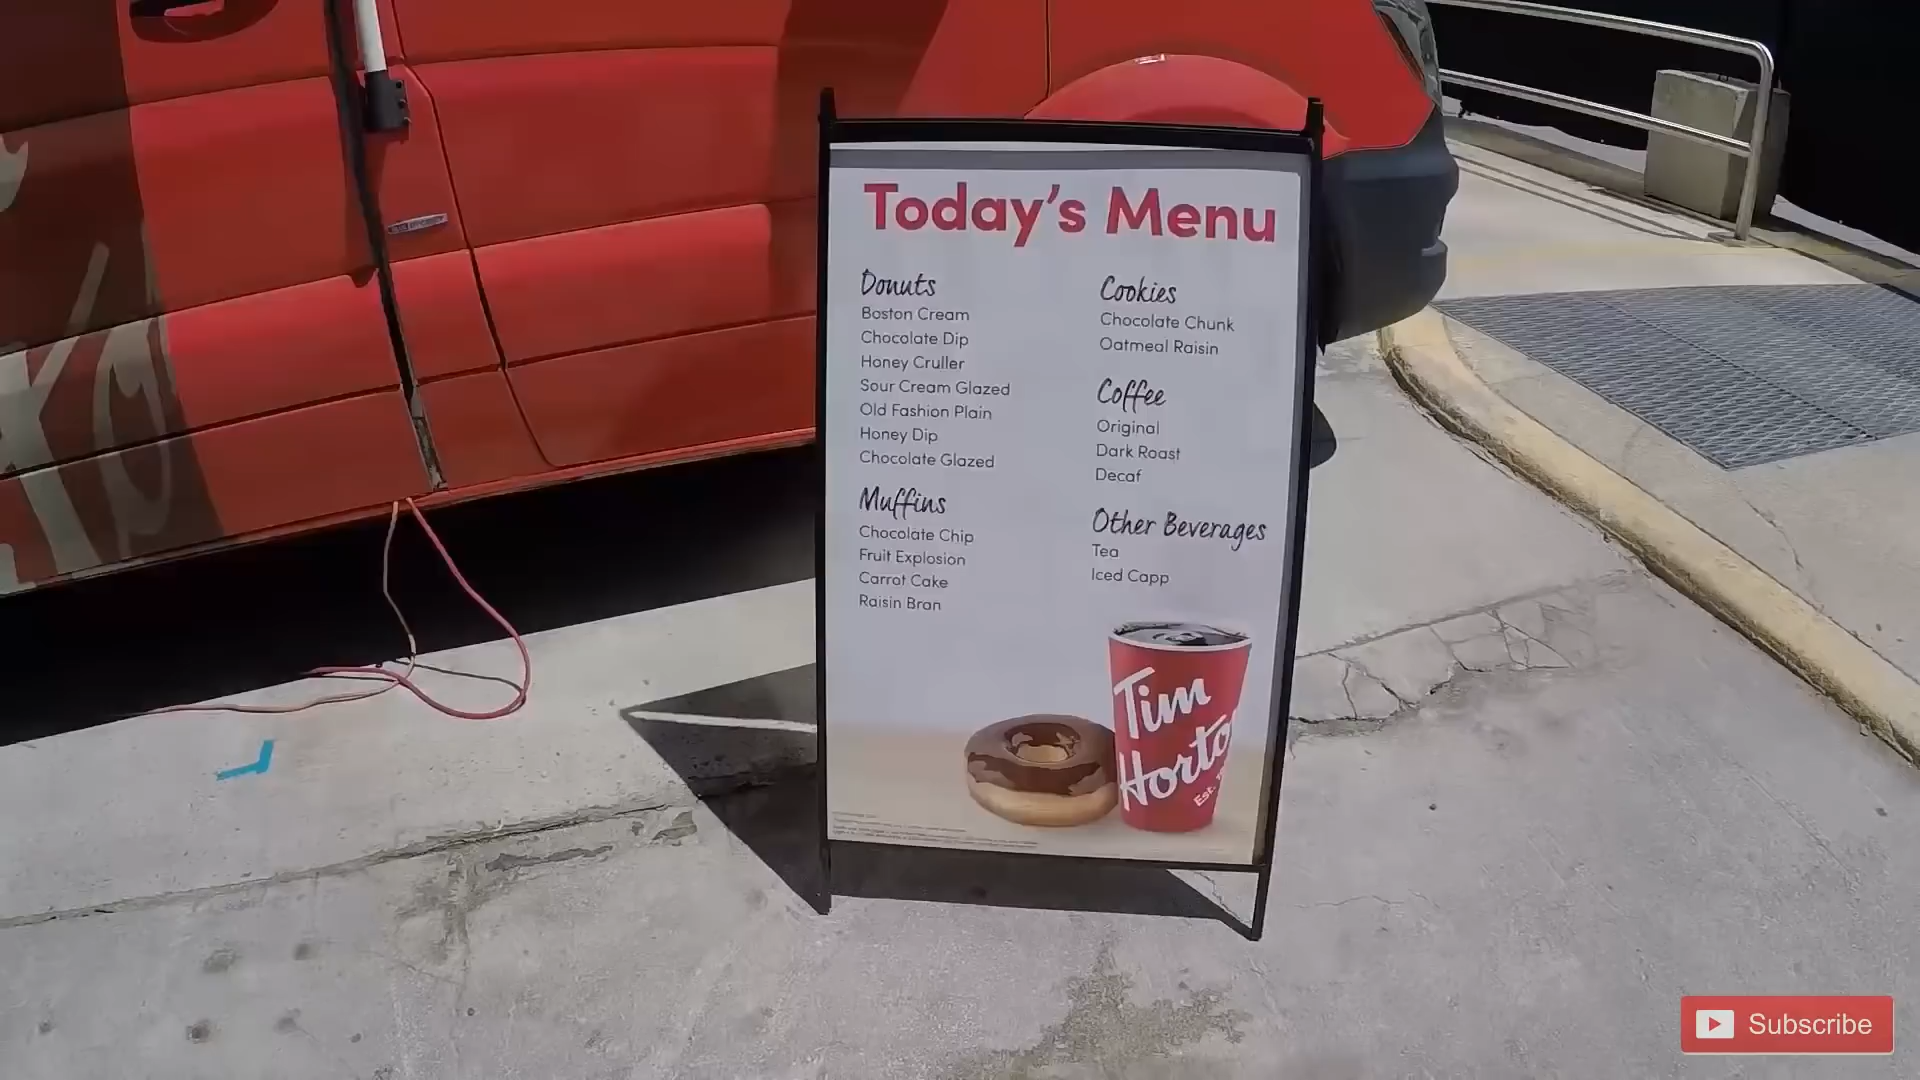 Today's Menu
Donuts
Boston Cream
Chocolate Dip
Honey Cruller
Sour Cream Glazed
Old Fashion Plain
Honey Dip
Chocolate Glazed
Muffins
Chocolate Chip
Fruit Explosion
Carrot Cake
Raisin Bran
Cookies
Chocolate Chunk
Oatmeal Raisin
Coffee
Original
Dark Roast
Decaf
Other Beverages
Tea
Iced Capp
Tim
Horto
Est.
Subscribe